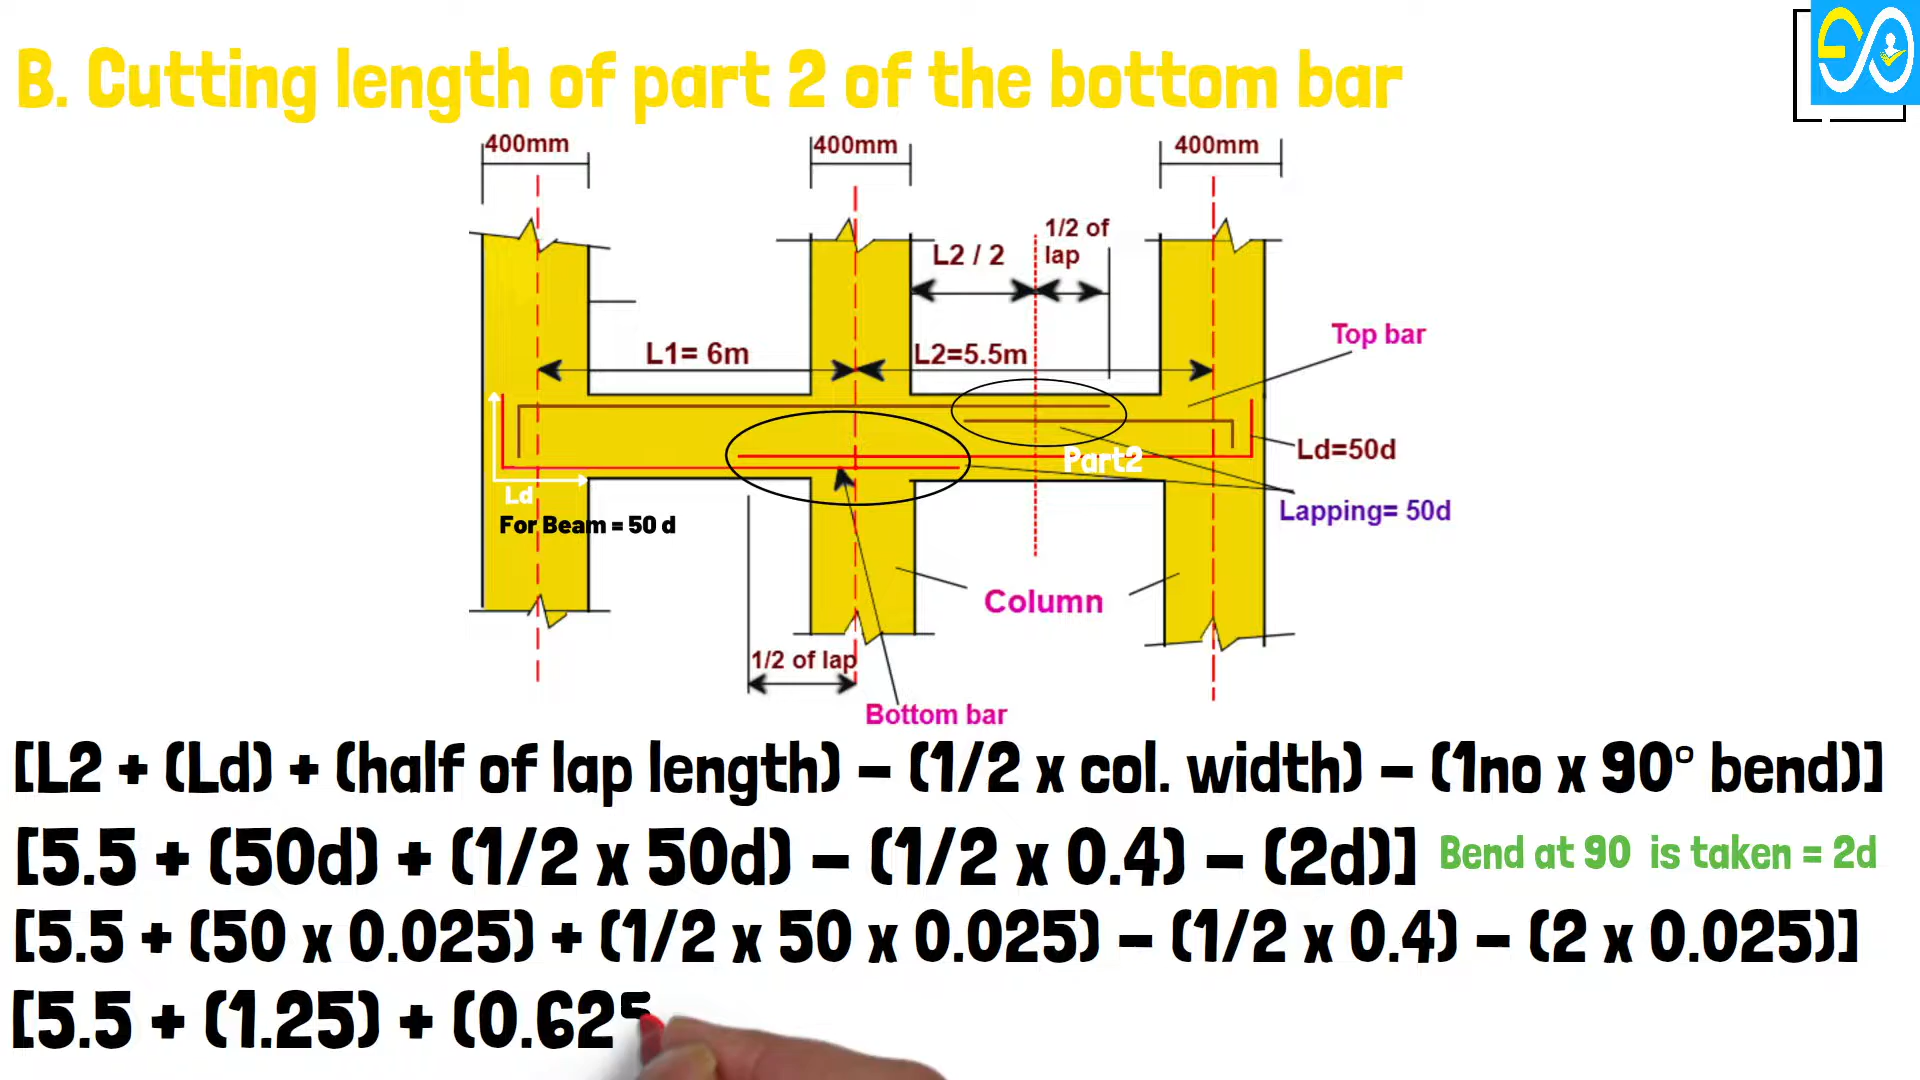 B. Cutting length of part 2 of the bottom bar
400mm
400mm
400mm
1/2 of
lap
L2 / 2
Top bar
L1= 6m
L2=5.5m
Ld=50d
Part2
Ld
Lapping= 50d
For Beam = 50 d
Column
1/2 of lap
Bottom bar
[L2 + (Ld) + (half of lap length) – (1/2 x col. width) – (1no x 90° bend)]
[5.5 + (50d) + (1/2 x 50d) – (1/2 x 0.4) – (2d)] Bend at 90 is taken = 2d
[5.5 + (50 x 0.025) + (1/2 x 50 x 0.025) – (1/2 x 0.4) – (2 x 0.025)]
[5.5 + (1.25) + (0.625